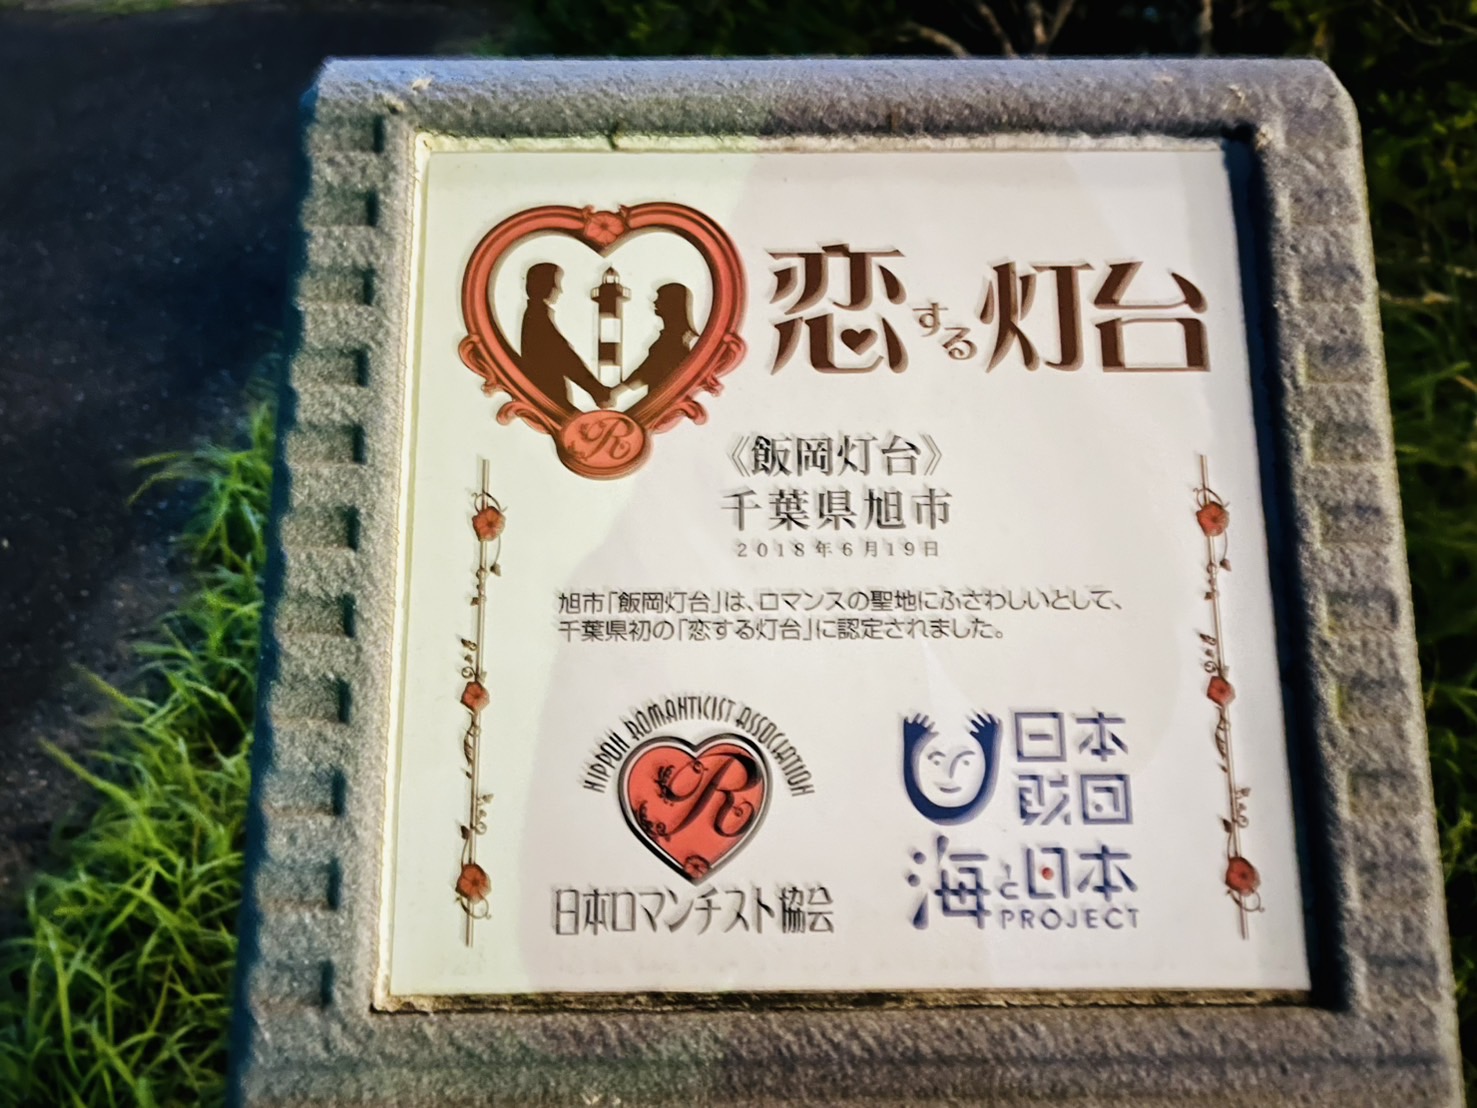 恋する灯台
R
《飯岡灯台》
千葉県旭市
2018年6月19日
旭市「飯岡灯台」は、ロマンスの聖地にふさわしいとして、
千葉県初の「恋する灯台」に認定されました。
NIPPON ROMANTICIST ASSOCIATION
R
日本ロマンチスト協会
日本
財団
海と日本
PROJECT